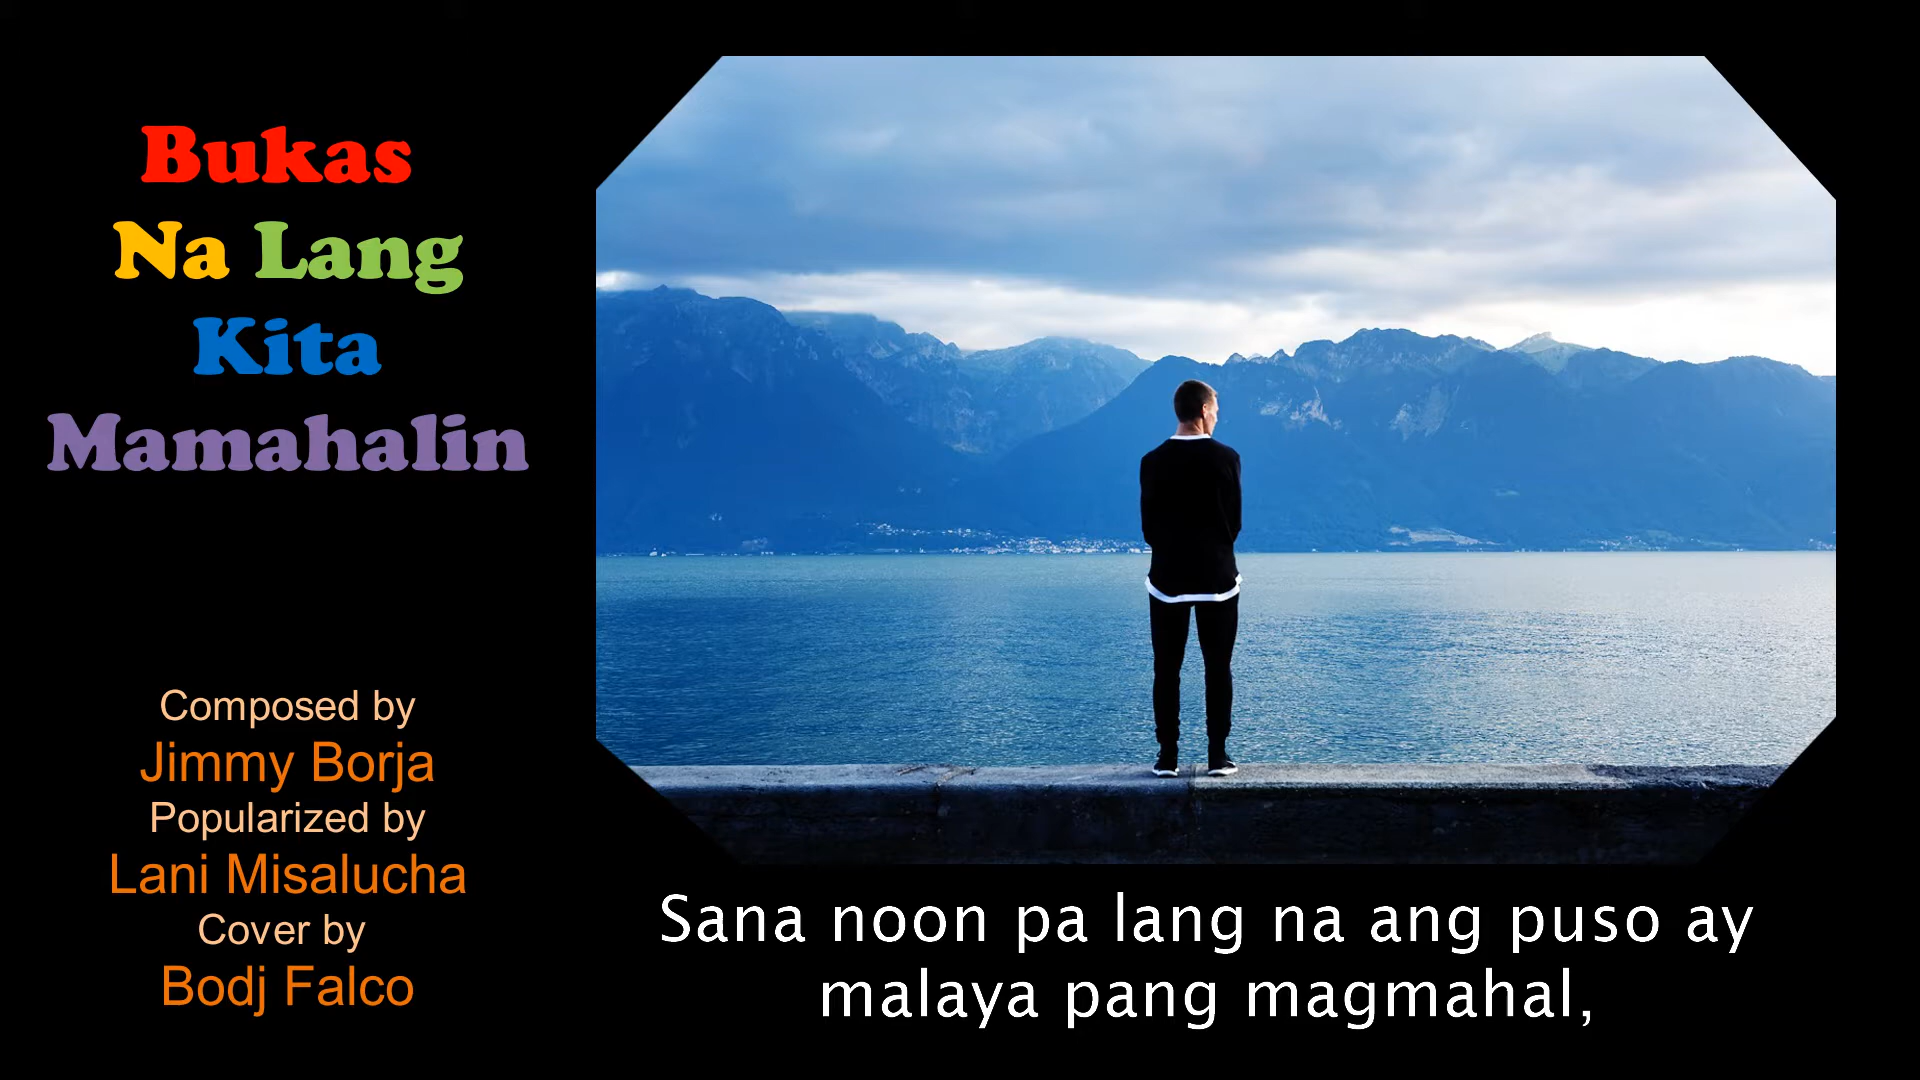 Bukas
Na Lang
Kita
Mamahalin
Composed by
Jimmy Borja
Popularized by
Lani Misalucha
Cover by
Bodj Falco
Sana noon pa lang na ang puso ay
malaya pang magmahal,